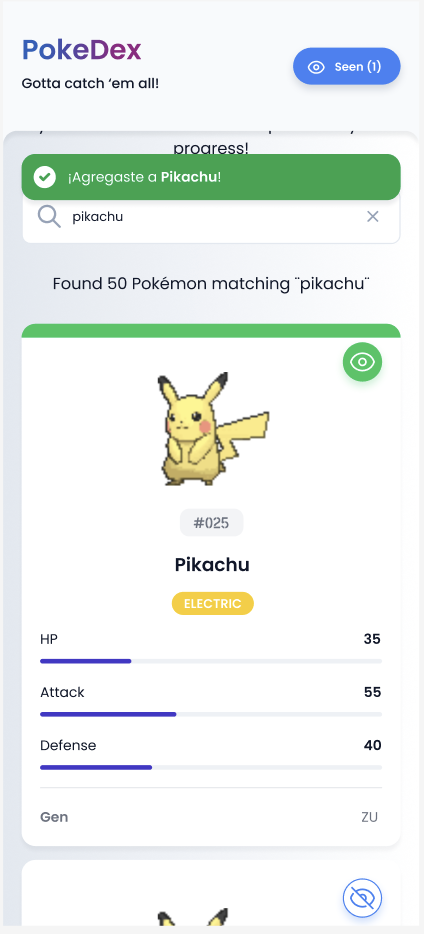 PokeDex
Gotta catch ‘em all!
Seen (1)
progress!
¡Agregaste a Pikachu!
pikachu
Found 50 Pokémon matching ¨pikachu¨
#025
Pikachu
ELECTRIC
HP 35
Attack 55
Defense 40
Gen ZU